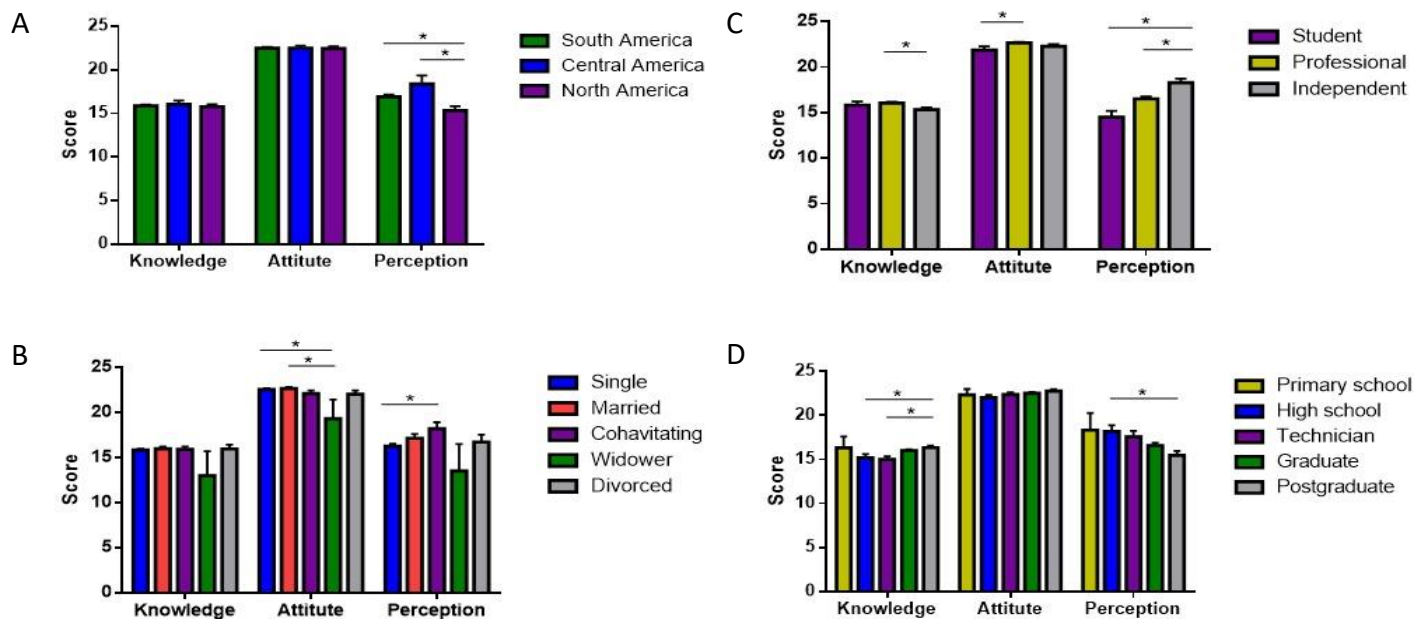 A
25
20
15
10
5
0
Score
*
*
Knowledge
Attitute
Perception
South America
Central America
North America
C
25
20
15
10
5
0
Score
*
*
*
*
Knowledge
Attitute
Perception
Student
Professional
Independent
B
25
20
15
10
5
0
Score
*
*
*
Knowledge
Attitute
Perception
Single
Married
Cohavitating
Widower
Divorced
D
25
20
15
10
5
0
Score
*
*
*
Knowledge
Attitute
Perception
Primary school
High school
Technician
Graduate
Postgraduate